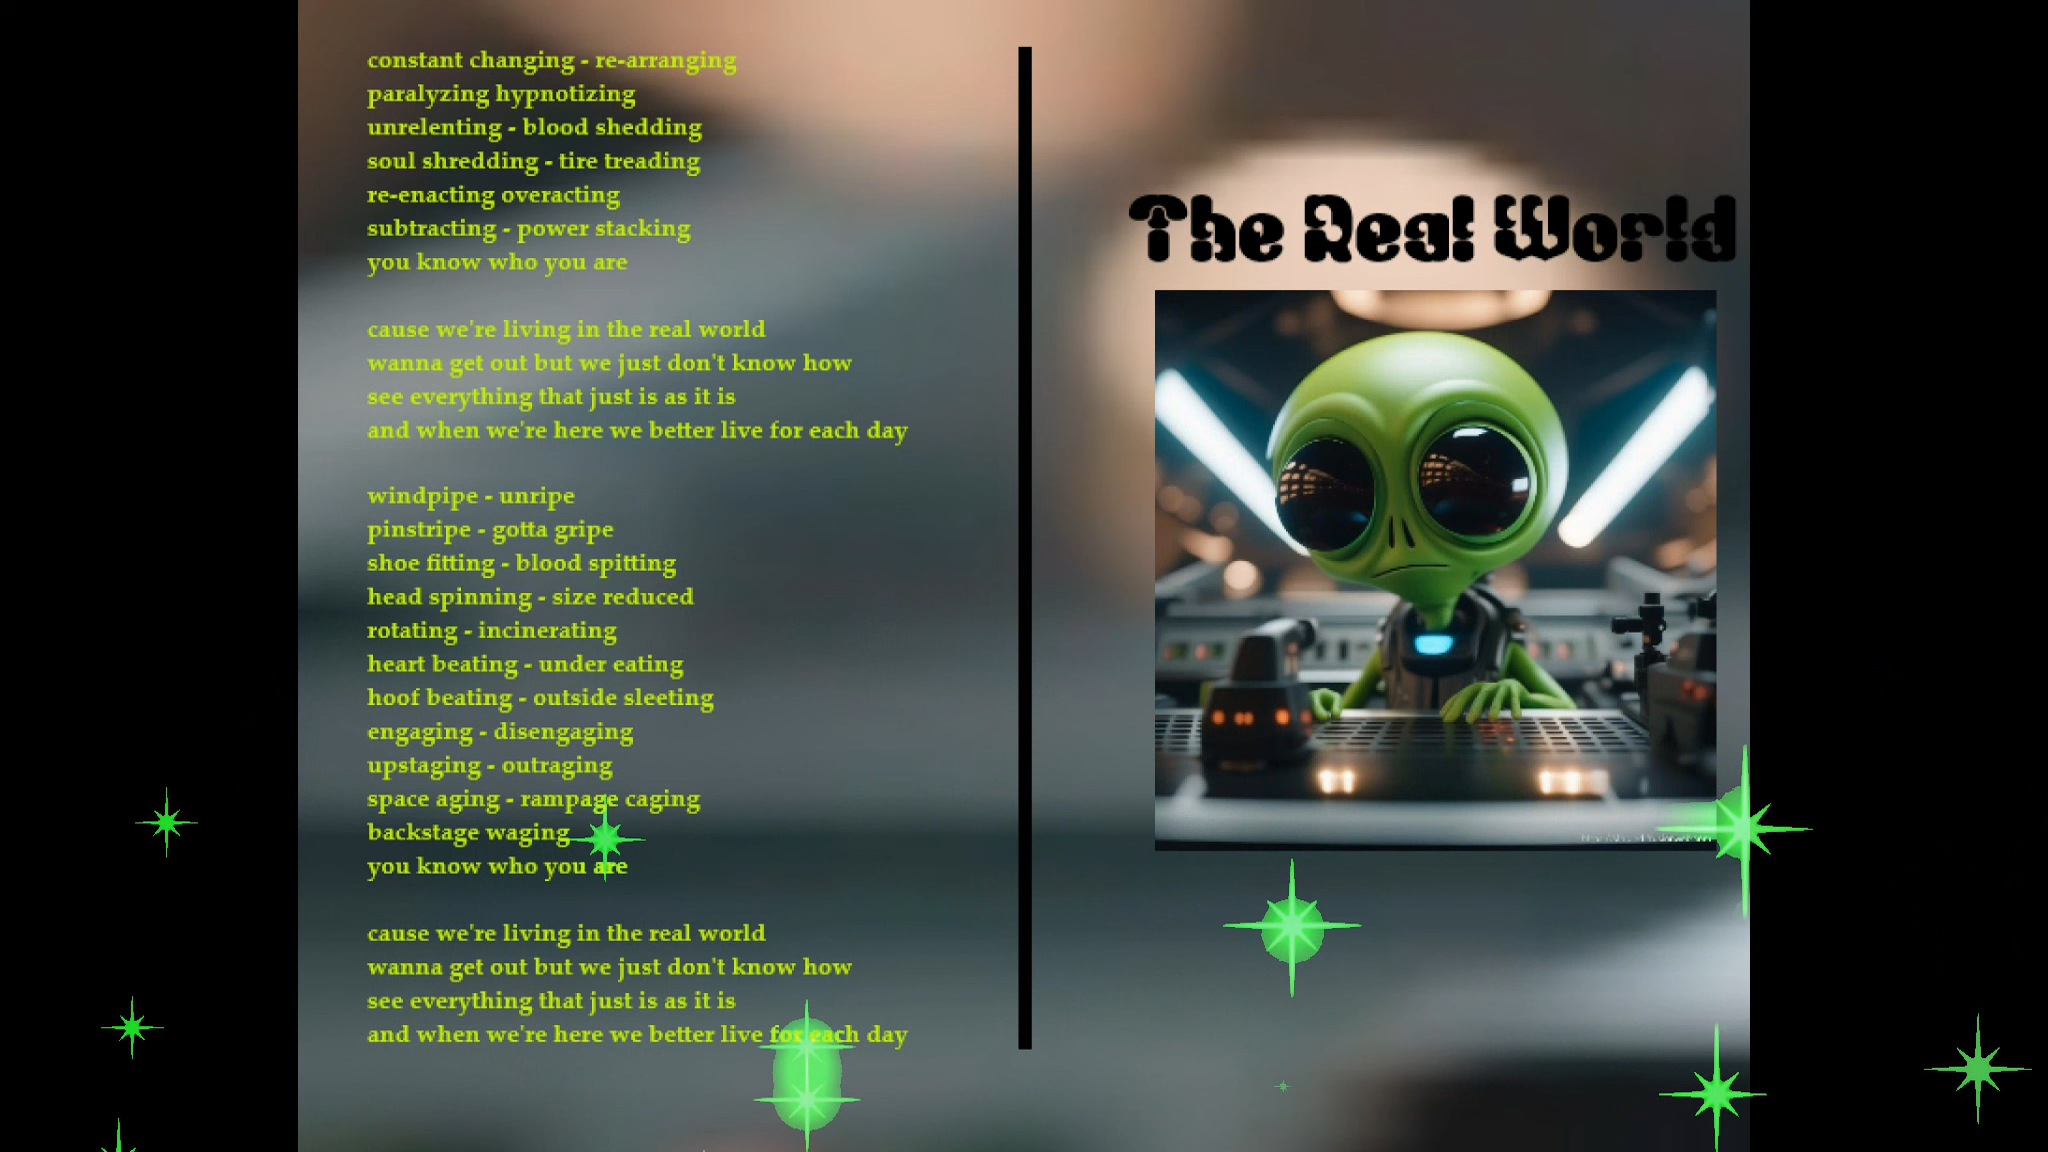 constant changing - re-arranging
paralyzing hypnotizing
unrelenting - blood shedding
soul shredding - tire treading
re-enacting overacting
subtracting - power stacking
you know who you are

cause we're living in the real world
wanna get out but we just don't know how
see everything that just is as it is
and when we're here we better live for each day

windpipe - unripe
pinstripe - gotta gripe
shoe fitting - blood spitting
head spinning - size reduced
rotating - incinerating
heart beating - under eating
hoof beating - outside sleeting
engaging - disengaging
upstaging - outraging
space aging - rampage caging
backstage waging
you know who you are

cause we're living in the real world
wanna get out but we just don't know how
see everything that just is as it is
and when we're here we better live for each day

The Real World